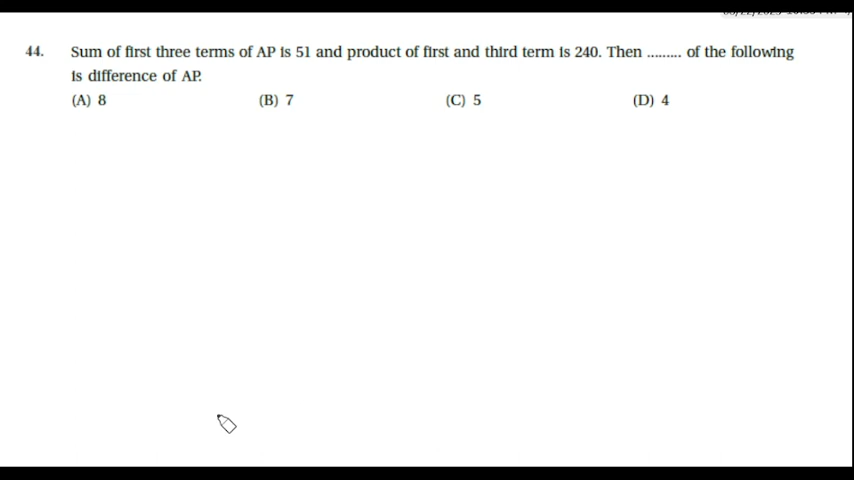 44. Sum of first three terms of AP is 51 and product of first and third term is 240. Then ......... of the following
is difference of AP.
(A) 8 (B) 7 (C) 5 (D) 4